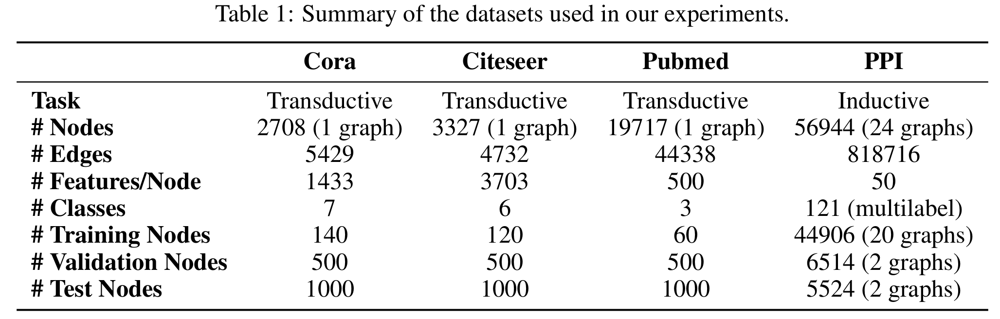 Table 1: Summary of the datasets used in our experiments.
Cora Citeseer Pubmed PPI
Task Transductive Transductive Transductive Inductive
# Nodes 2708 (1 graph) 3327 (1 graph) 19717 (1 graph) 56944 (24 graphs)
# Edges 5429 4732 44338 818716
# Features/Node 1433 3703 500 50
# Classes 7 6 3 121 (multilabel)
# Training Nodes 140 120 60 44906 (20 graphs)
# Validation Nodes 500 500 500 6514 (2 graphs)
# Test Nodes 1000 1000 1000 5524 (2 graphs)